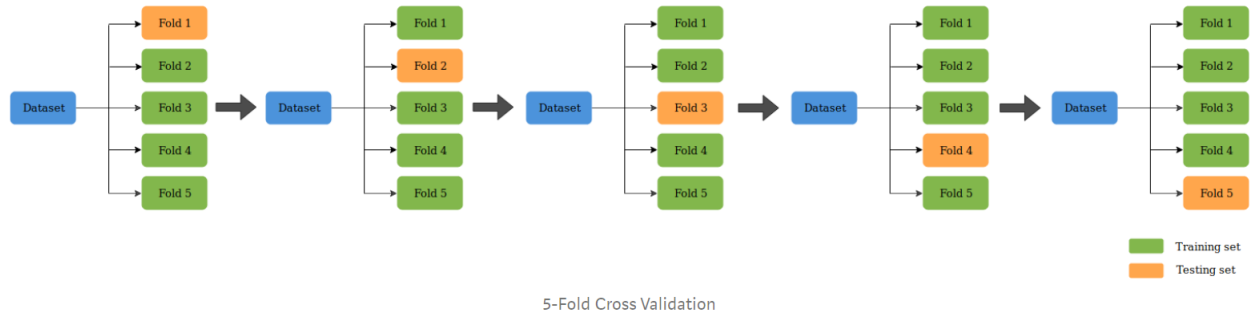 Dataset
Fold 1
Fold 2
Fold 3
Fold 4
Fold 5
Dataset
Fold 1
Fold 2
Fold 3
Fold 4
Fold 5
Dataset
Fold 1
Fold 2
Fold 3
Fold 4
Fold 5
Dataset
Fold 1
Fold 2
Fold 3
Fold 4
Fold 5
Dataset
Fold 1
Fold 2
Fold 3
Fold 4
Fold 5
Training set
Testing set
5-Fold Cross Validation